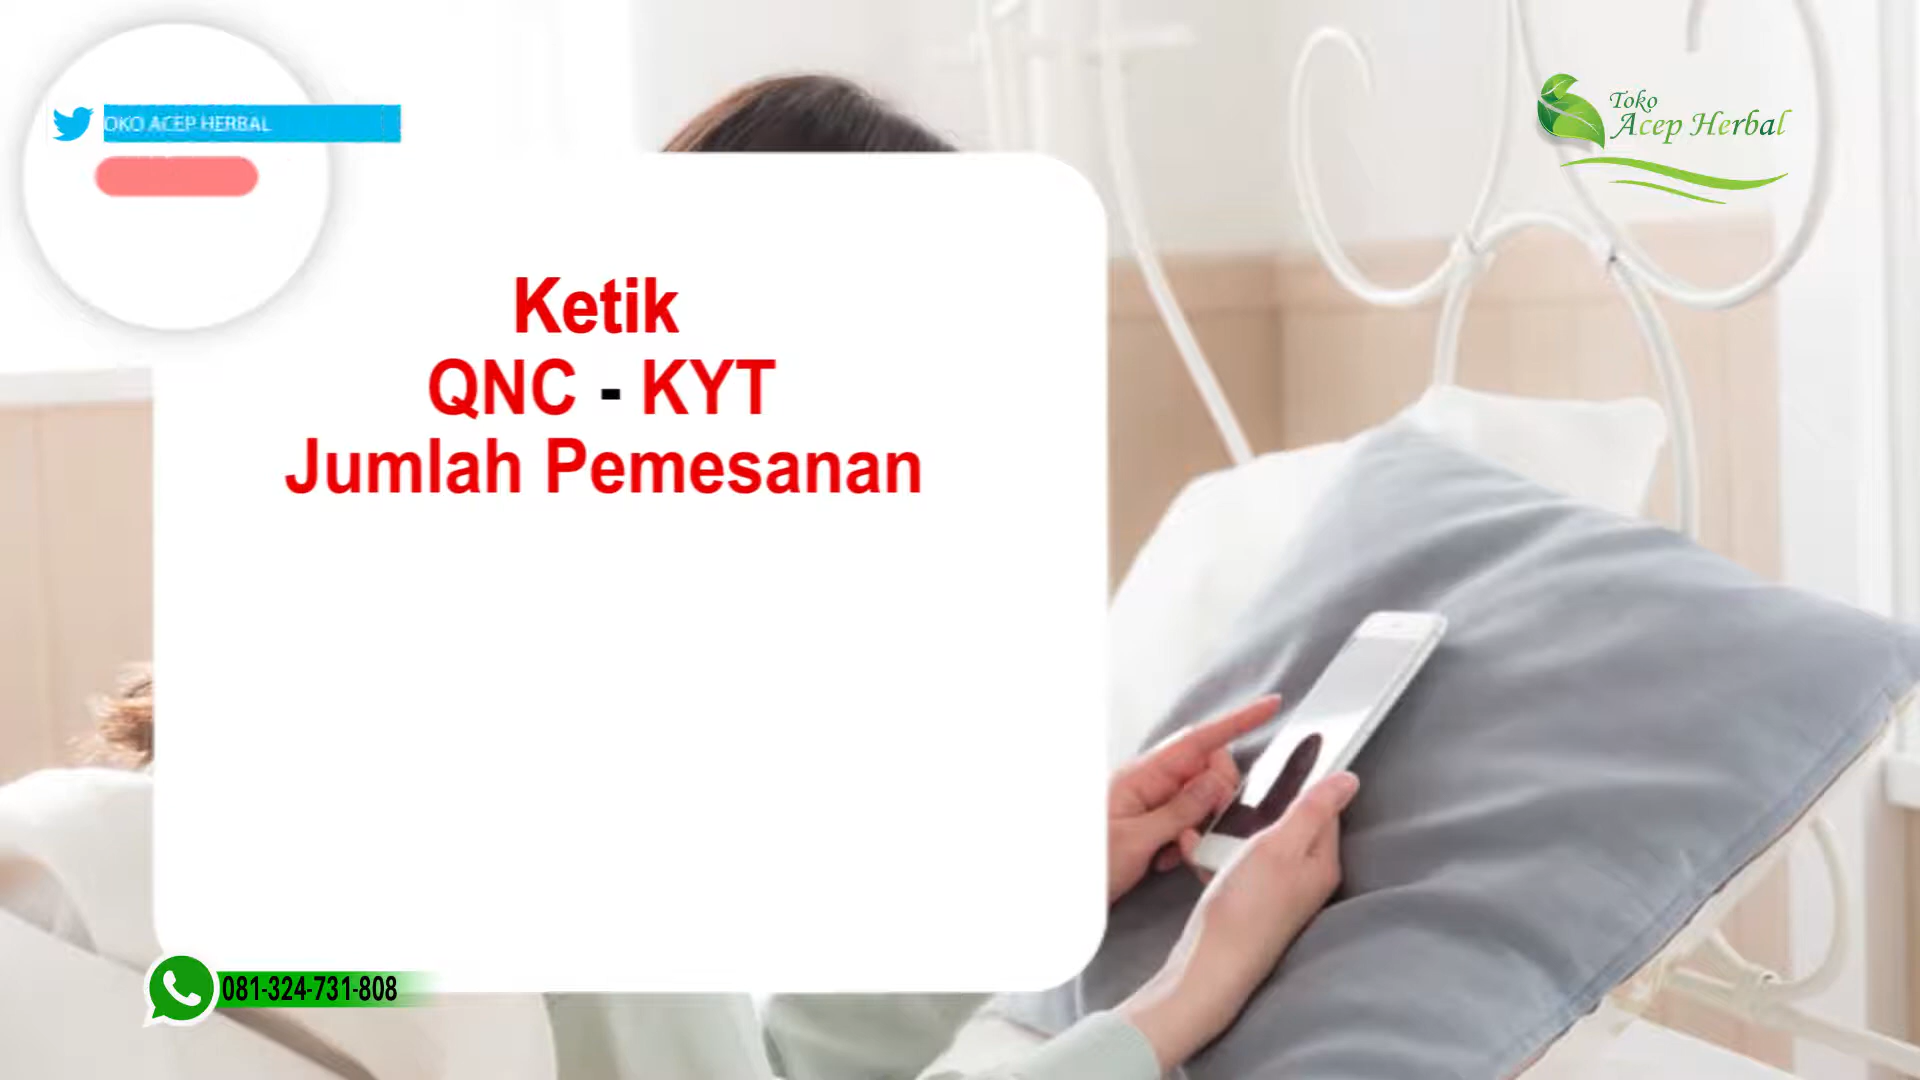 OKO ACEP HERBAL
Toko
Acep Herbal
Ketik
QNC - KYT
Jumlah Pemesanan
081-324-731-808